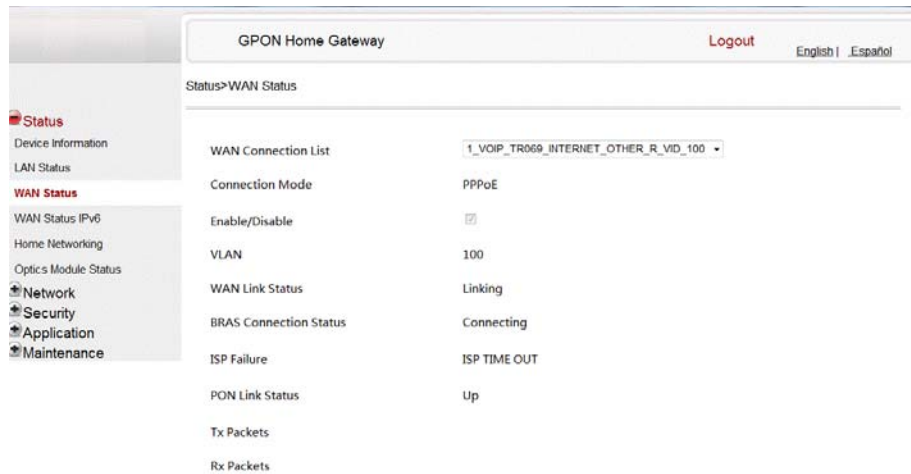 GPON Home Gateway
Logout
English | Español
Status>WAN Status
Status
Device Information
LAN Status
WAN Status
WAN Status IPv6
Home Networking
Optics Module Status
Network
Security
Application
Maintenance
WAN Connection List 1_VOIP_TR069_INTERNET_OTHER_R_VID_100
Connection Mode PPPoE
Enable/Disable
VLAN 100
WAN Link Status Linking
BRAS Connection Status Connecting
ISP Failure ISP TIME OUT
PON Link Status Up
Tx Packets
Rx Packets